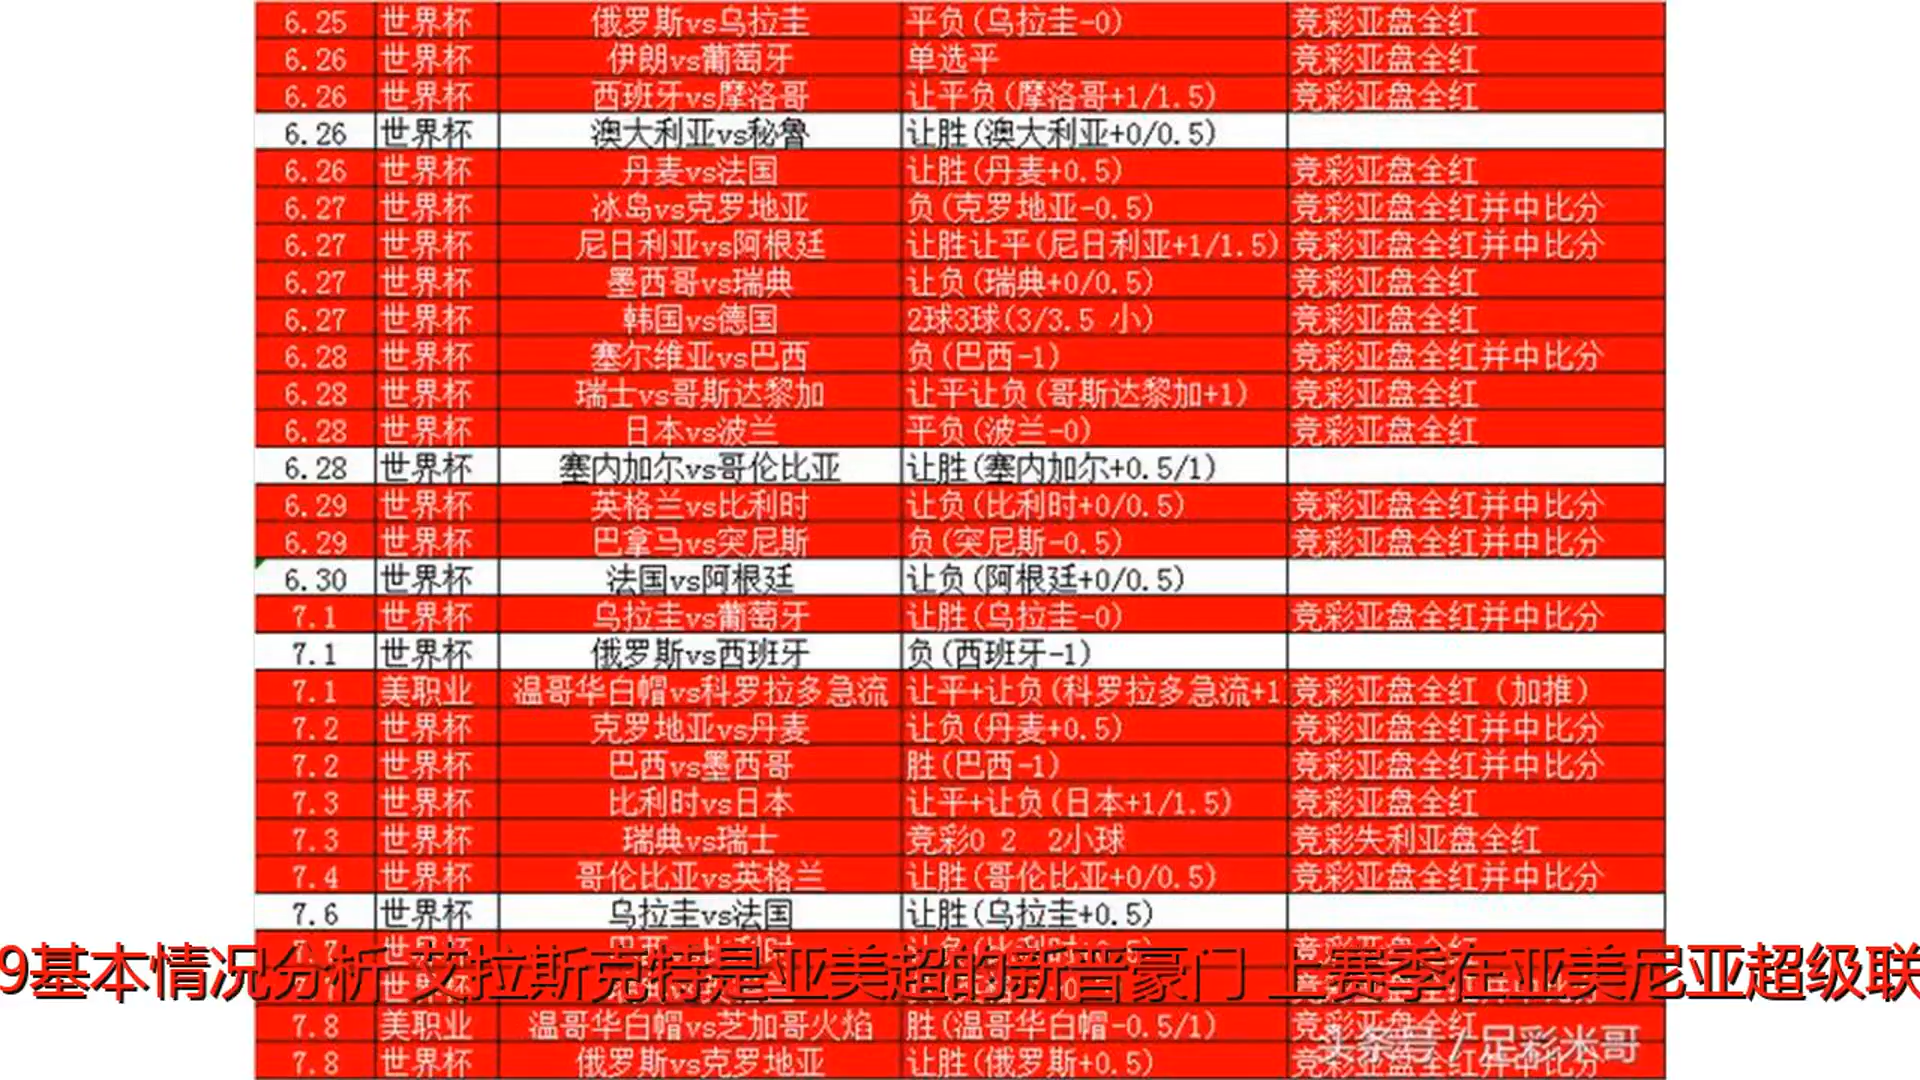 6.25 世界杯 俄罗斯vs乌拉圭 平负(乌拉圭-0) 竞彩亚盘全红
6.26 世界杯 伊朗vs葡萄牙 单选平 竞彩亚盘全红
6.26 世界杯 西班牙vs摩洛哥 让平负(摩洛哥+1/1.5) 竞彩亚盘全红
6.26 世界杯 澳大利亚vs秘鲁 让胜(澳大利亚+0/0.5)
6.26 世界杯 丹麦vs法国 让胜(丹麦+0.5) 竞彩亚盘全红
6.27 世界杯 冰岛vs克罗地亚 负(克罗地亚-0.5) 竞彩亚盘全红并中比分
6.27 世界杯 尼日利亚vs阿根廷 让胜让平(尼日利亚+1/1.5) 竞彩亚盘全红并中比分
6.27 世界杯 墨西哥vs瑞典 让负(瑞典+0/0.5) 竞彩亚盘全红
6.27 世界杯 韩国vs德国 2球3球(3/3.5 小) 竞彩亚盘全红
6.28 世界杯 塞尔维亚vs巴西 负(巴西-1) 竞彩亚盘全红并中比分
6.28 世界杯 瑞士vs哥斯达黎加 让平让负(哥斯达黎加+1) 竞彩亚盘全红
6.28 世界杯 日本vs波兰 平负(波兰-0) 竞彩亚盘全红
6.28 世界杯 塞内加尔vs哥伦比亚 让胜(塞内加尔+0.5/1)
6.29 世界杯 英格兰vs比利时 让负(比利时+0/0.5) 竞彩亚盘全红并中比分
6.29 世界杯 巴拿马vs突尼斯 负(突尼斯-0.5) 竞彩亚盘全红并中比分
6.30 世界杯 法国vs阿根廷 让负(阿根廷+0/0.5)
7.1 世界杯 乌拉圭vs葡萄牙 让胜(乌拉圭-0) 竞彩亚盘全红并中比分
7.1 世界杯 俄罗斯vs西班牙 负(西班牙-1)
7.1 美职业 温哥华白帽vs科罗拉多急流 让平+让负(科罗拉多急流+1 竞彩亚盘全红（加推）
7.2 世界杯 克罗地亚vs丹麦 让负(丹麦+0.5) 竞彩亚盘全红并中比分
7.2 世界杯 巴西vs墨西哥 胜(巴西-1) 竞彩亚盘全红并中比分
7.3 世界杯 比利时vs日本 让平+让负(日本+1/1.5) 竞彩亚盘全红
7.3 世界杯 瑞典vs瑞士 竞彩0 2 2小球 竞彩失利亚盘全红
7.4 世界杯 哥伦比亚vs英格兰 让胜(哥伦比亚+0/0.5) 竞彩亚盘全红并中比分
7.6 世界杯 乌拉圭vs法国 让胜(乌拉圭+0.5)
7.7 世界杯 巴西vs比利时 让负(比利时+0.5) 竞彩亚盘全红
9基本情况分析 艾拉斯克特是亚美超的新晋豪门 上赛季在亚美尼亚超级联
7.8 美职业 温哥华白帽vs芝加哥火焰 胜(温哥华白帽-0.5/1) 竞彩亚盘全红
头条号 / 足彩米哥
7.8 世界杯 俄罗斯vs克罗地亚 让胜(俄罗斯+0.5) 竞彩亚盘全红并中比分